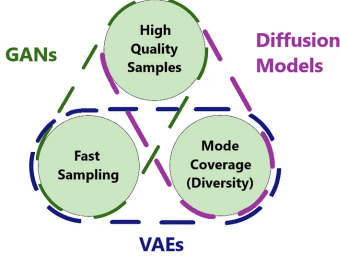 High
Quality
Samples
GANs
Diffusion
Models
Fast
Sampling
Mode
Coverage
(Diversity)
VAEs